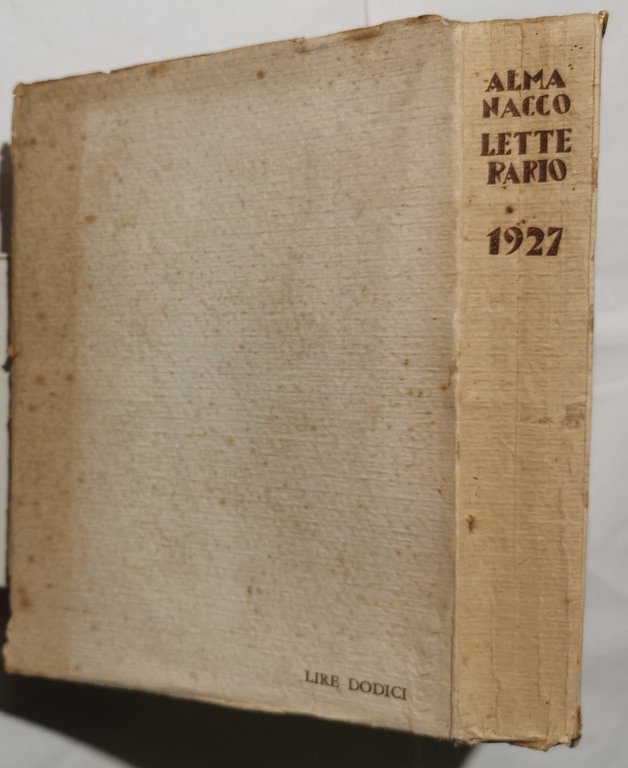 ALMA
NACCO
LETTE
RARIO
1927
LIRE DODICI